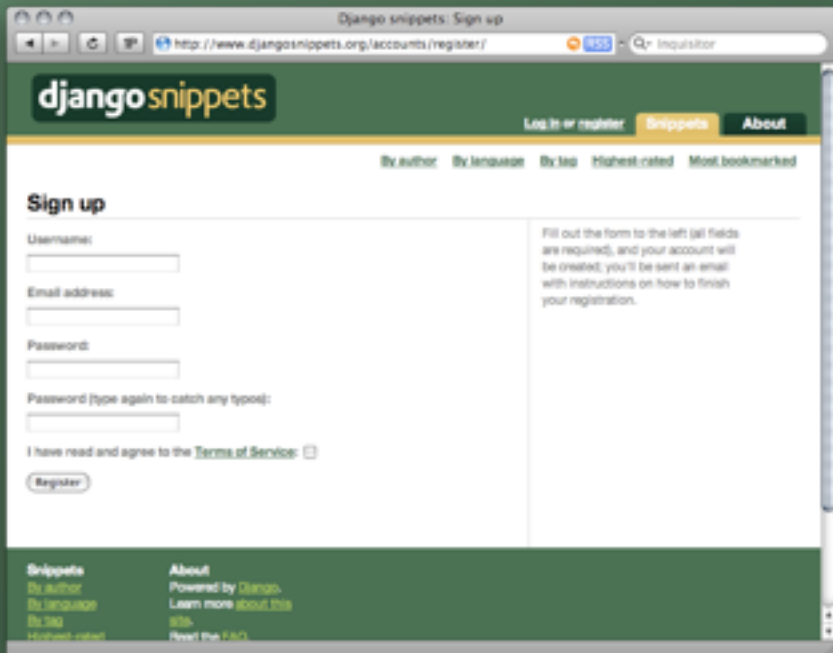 Django snippets: Sign up
http://www.djangosnippets.org/accounts/register/
RSS
Inquisitor
djangosnippets
Log in or register
Snippets
About
By author By language By tag Highest-rated Most bookmarked
Sign up
Username:
Email address:
Password:
Password (type again to catch any typos):
I have read and agree to the Terms of Service:
Register
Fill out the form to the left (all fields
are required), and your account will
be created; you'll be sent an email
with instructions on how to finish
your registration.
Snippets
By author
By language
By tag
Highest-rated
About
Powered by Django.
Learn more about this
site.
Read the FAQ.